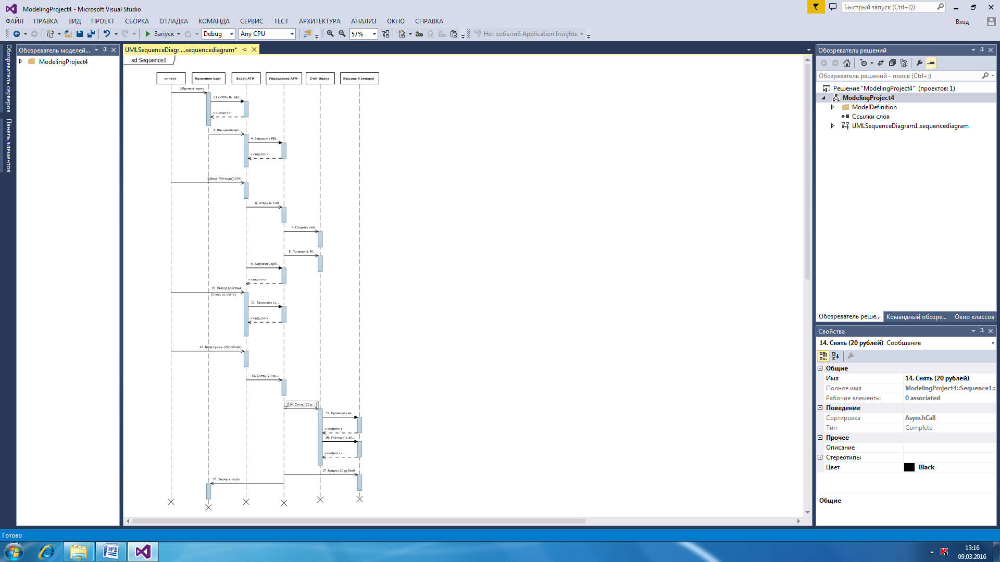 ModelingProject4 - Microsoft Visual Studio
Быстрый запуск (Ctrl+Q)
ФАЙЛ ПРАВКА ВИД ПРОЕКТ СБОРКА ОТЛАДКА КОМАНДА СЕРВИС ТЕСТ АРХИТЕКТУРА АНАЛИЗ ОКНО СПРАВКА
Вход
Запуск Debug Any CPU 57% Нет событий Application Insights
Обозреватель серверов
Панель элементов
Обозреватель моделей...
ModelingProject4
UMLSequenceDiagr....sequencediagram*
sd Sequence1
клиент Приемник карт Экран АТМ Управление АТМ Счёт Ивана Кассовый аппарат
1.Принять карту
2.Считать № кар...
<<return>>
3. Инициализиро...
4. Запросить PIN...
<<return>>
5.Ввод PIN-кода(1234)
6. Открыть счёт
7. Открыть счёт
8. Проверить PI...
9. Запросить дей...
<<return>>
10. Выбор действия
(Снять со счёта)
11. Запросить су...
<<return>>
12. Ввод суммы (20 рублей)
13. Снять (20 ру...
14. Снять (20 р...
15. Проверить вк...
<<return>>
16. Уменьшить вк...
<<return>>
17. Выдать 20 рублей
18. Вернуть карту
Обозреватель решений
Обозреватель решений - поиск (Ctrl+;)
Решение "ModelingProject4" (проектов: 1)
ModelingProject4
ModelDefinition
Ссылки слоя
UMLSequenceDiagram1.sequencediagram
Обозреватель реше... Командный обозре... Окно классов
Свойства
14. Снять (20 рублей) Сообщение
Общие
Имя 14. Снять (20 рублей)
Полное имя ModelingProject4::Sequence1::
Рабочие элементы 0 associated
Поведение
Сортировка AsynchCall
Тип Complete
Прочее
Описание
Стереотипы
Цвет Black
Общие
Готово
13:16
09.03.2016